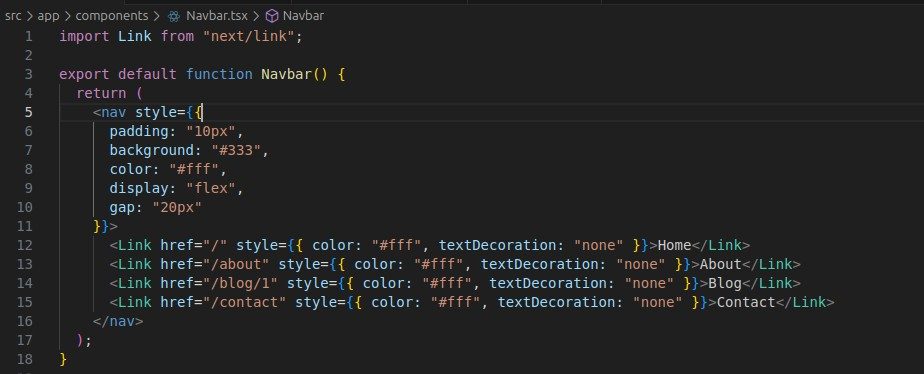 src > app > components > Navbar.tsx > Navbar
1 import Link from "next/link";
2
3 export default function Navbar() {
4   return (
5     <nav style={{
6       padding: "10px",
7       background: "#333",
8       color: "#fff",
9       display: "flex",
10       gap: "20px"
11     }}>
12       <Link href="/" style={{ color: "#fff", textDecoration: "none" }}>Home</Link>
13       <Link href="/about" style={{ color: "#fff", textDecoration: "none" }}>About</Link>
14       <Link href="/blog/1" style={{ color: "#fff", textDecoration: "none" }}>Blog</Link>
15       <Link href="/contact" style={{ color: "#fff", textDecoration: "none" }}>Contact</Link>
16     </nav>
17   );
18 }